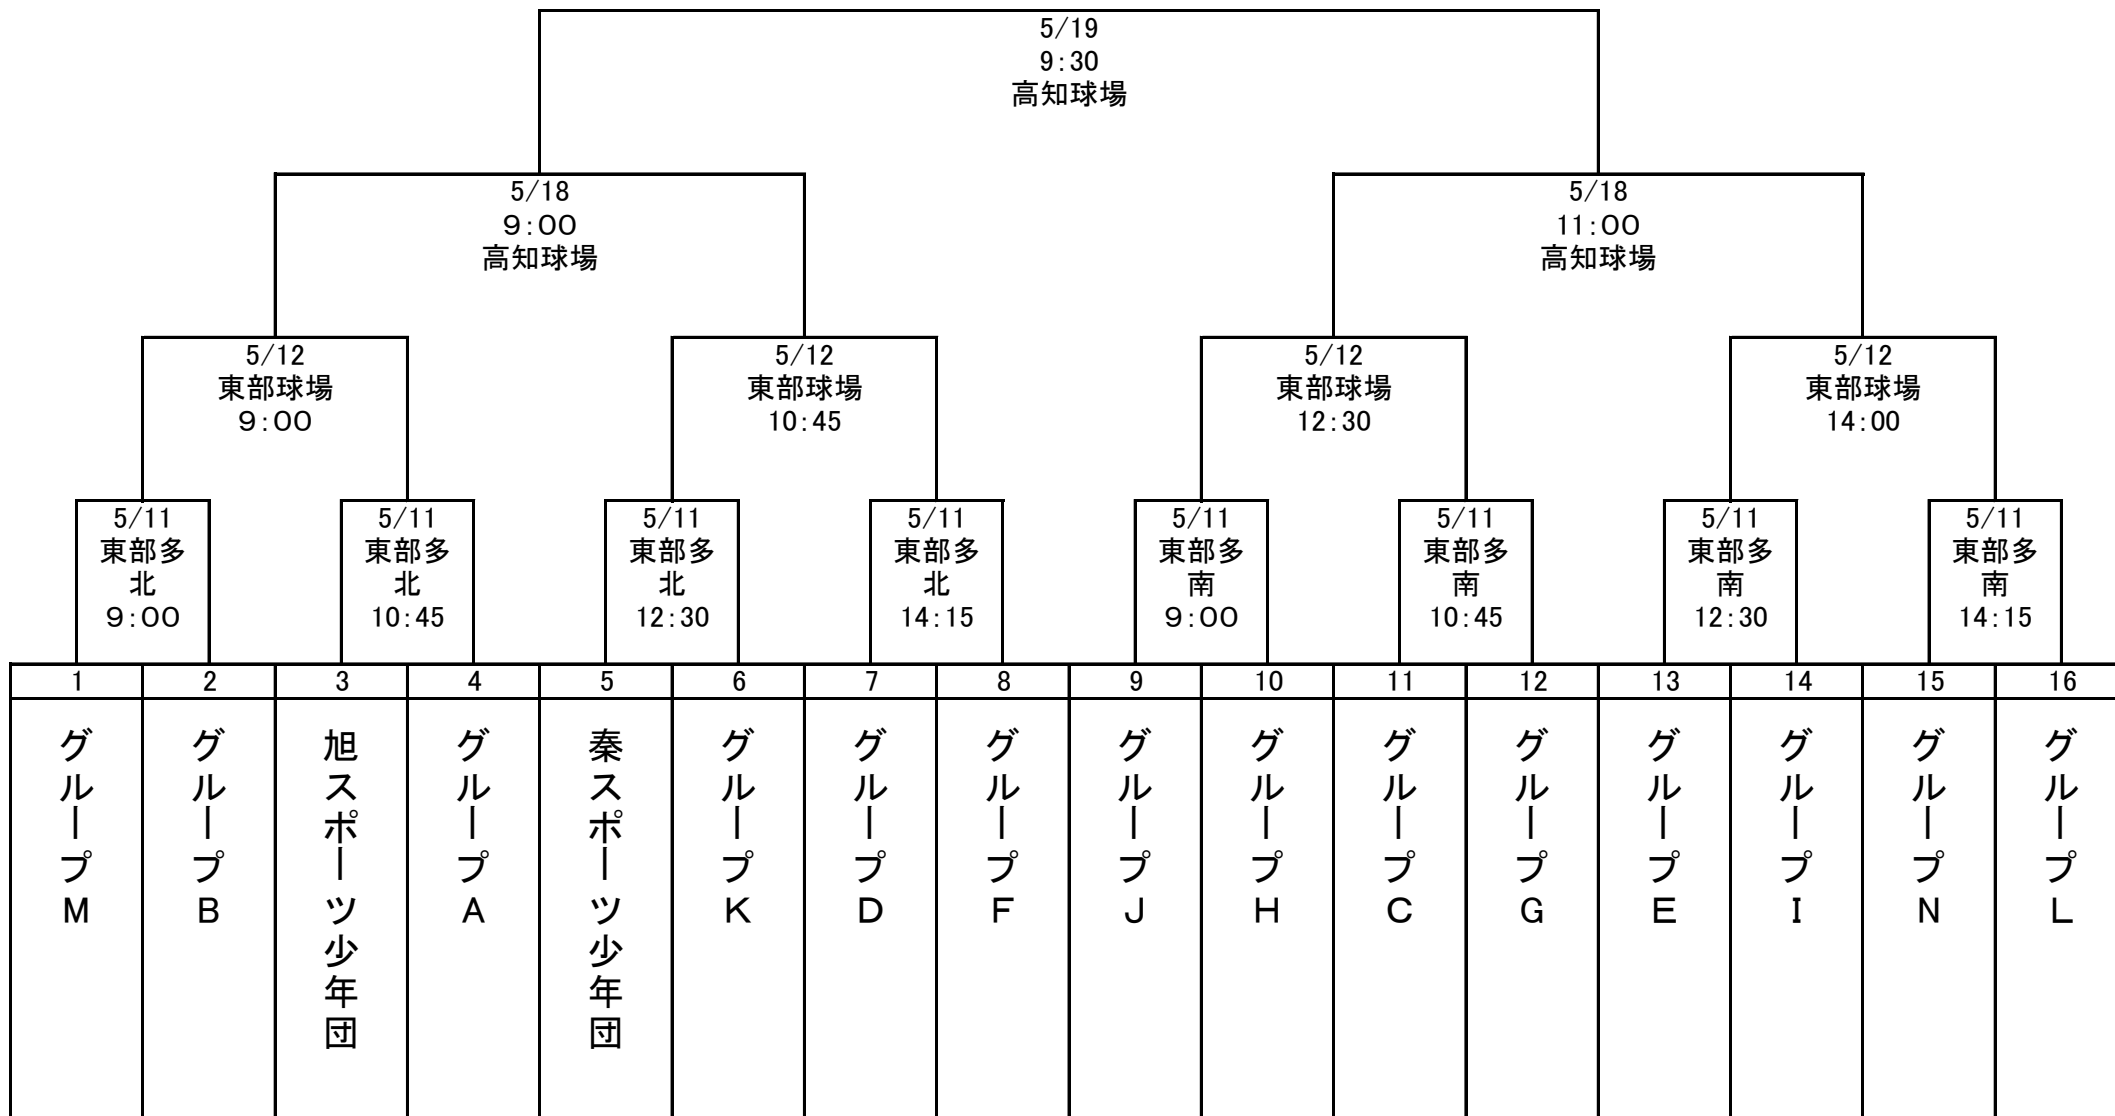 5/19
9:30
高知球場
5/18
9:00
高知球場
5/18
11:00
高知球場
5/12
東部球場
9:00
5/12
東部球場
10:45
5/12
東部球場
12:30
5/12
東部球場
14:00
5/11
東部多
北
9:00
5/11
東部多
北
10:45
5/11
東部多
北
12:30
5/11
東部多
北
14:15
5/11
東部多
南
9:00
5/11
東部多
南
10:45
5/11
東部多
南
12:30
5/11
東部多
南
14:15
1 2 3 4 5 6 7 8 9 10 11 12 13 14 15 16
グループM
グループB
旭スポーツ少年団
グループA
秦スポーツ少年団
グループK
グループD
グループF
グループJ
グループH
グループC
グループG
グループE
グループI
グループN
グループL